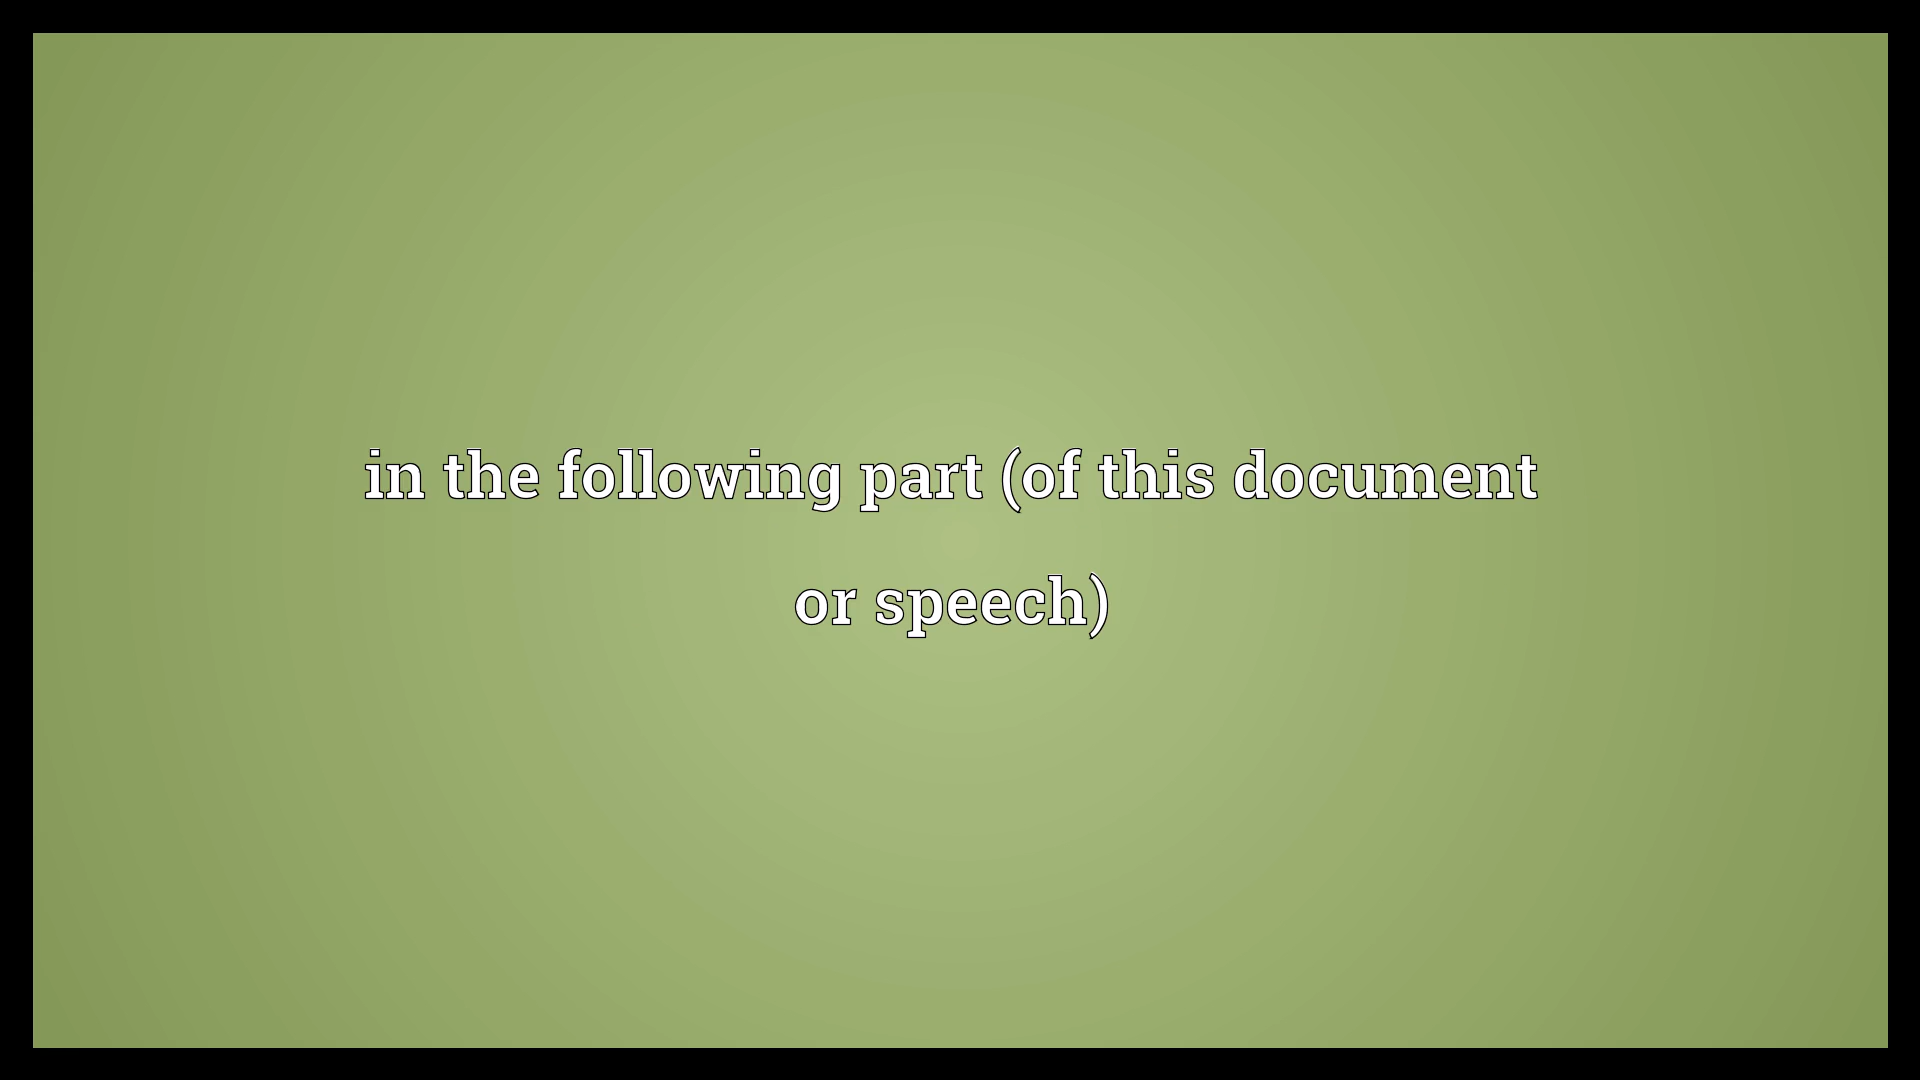 in the following part (of this document
or speech)